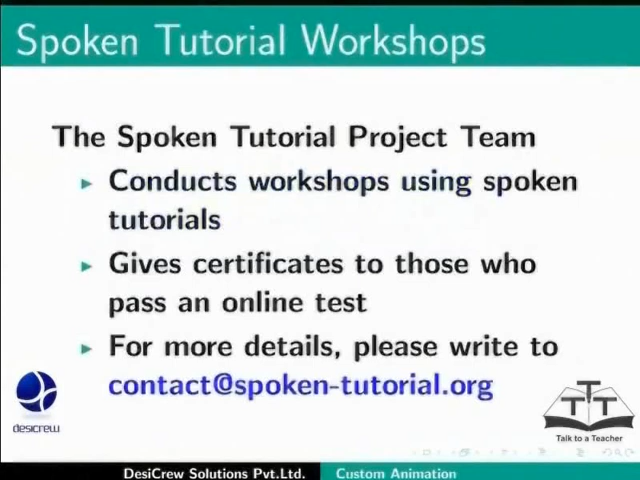 Spoken Tutorial Workshops
The Spoken Tutorial Project Team
Conducts workshops using spoken
tutorials
Gives certificates to those who
pass an online test
For more details, please write to
contact@spoken-tutorial.org
desicrew
TTT
Talk to a Teacher
DesiCrew Solutions Pvt.Ltd. Custom Animation